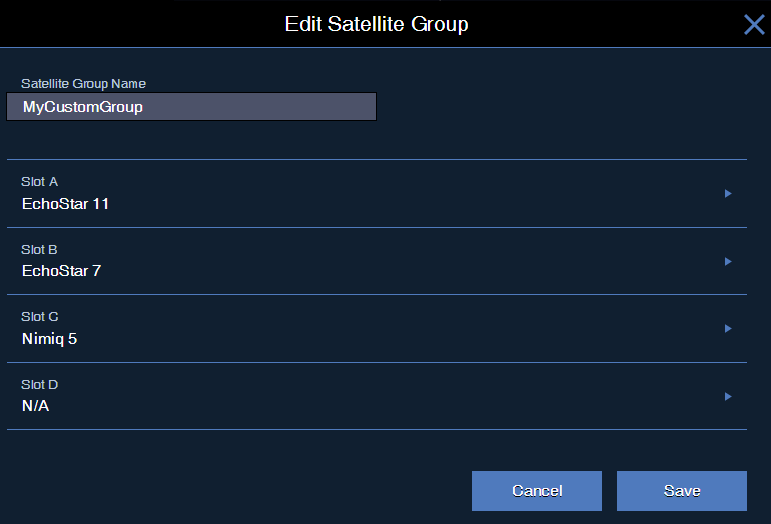 Edit Satellite Group
Satellite Group Name
MyCustomGroup
Slot A
EchoStar 11
Slot B
EchoStar 7
Slot C
Nimiq 5
Slot D
N/A
Cancel
Save